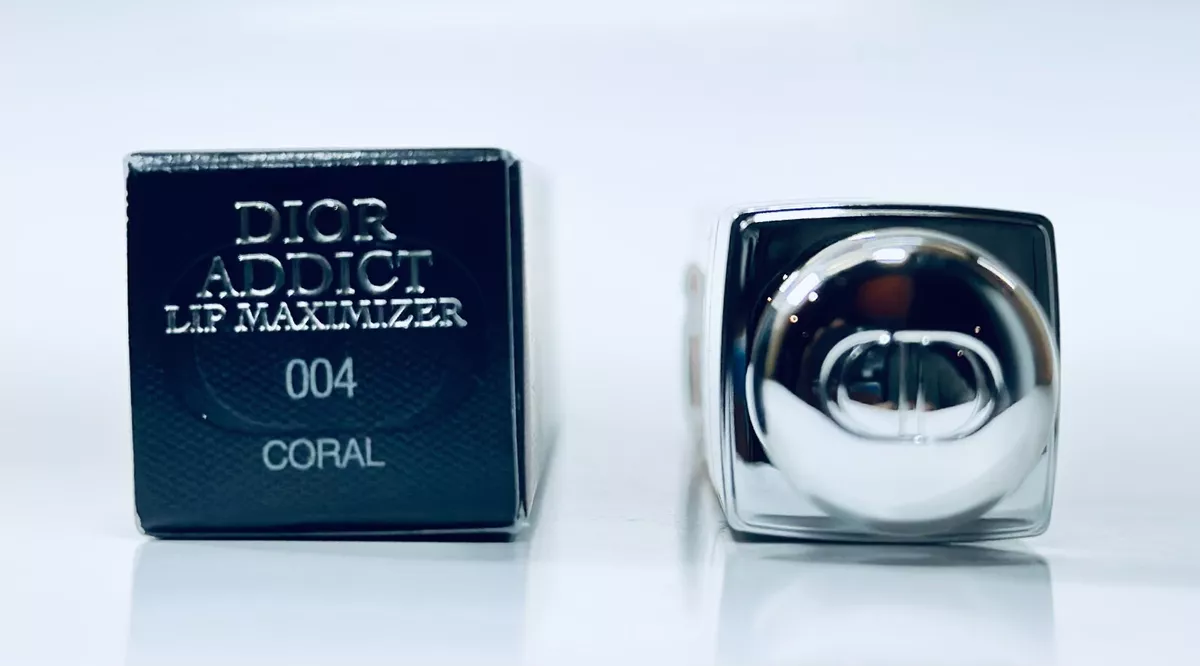 DIOR
ADDICT
LIP MAXIMIZER
004
CORAL
CD